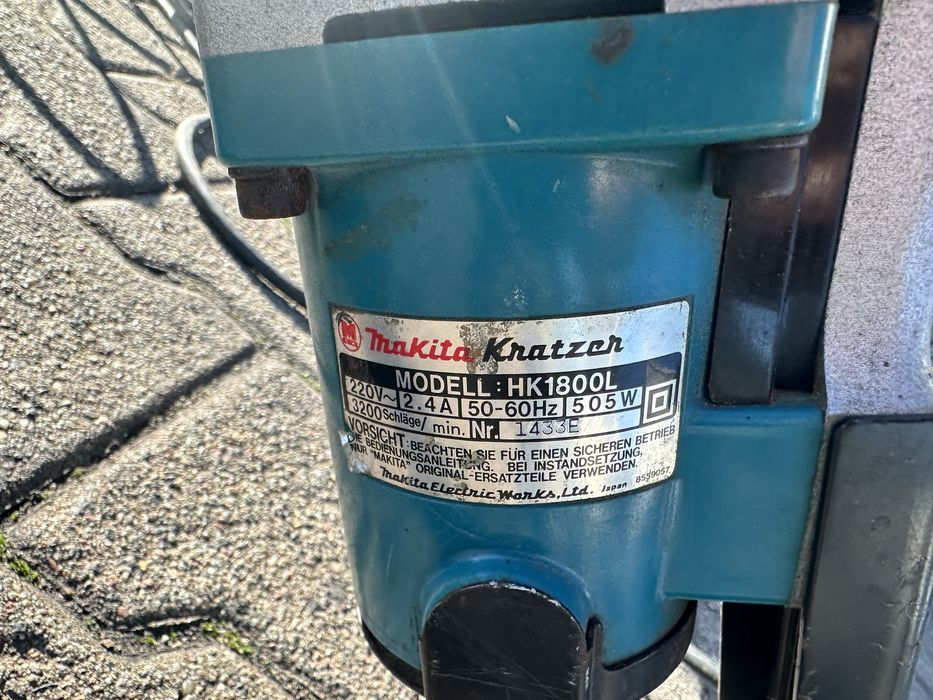 M Makita Kratzer
MODELL: HK1800L
220V~ 2.4A 50-60Hz 505W
3200 Schläge/min. Nr. 1433E
VORSICHT: BEACHTEN SIE FÜR EINEN SICHEREN BETRIEB
DIE BEDIENUNGSANLEITUNG. BEI INSTANDSETZUNG,
NUR "MAKITA" ORIGINAL-ERSATZTEILE VERWENDEN.
Makita Electric Works, Ltd. Japan 8559057